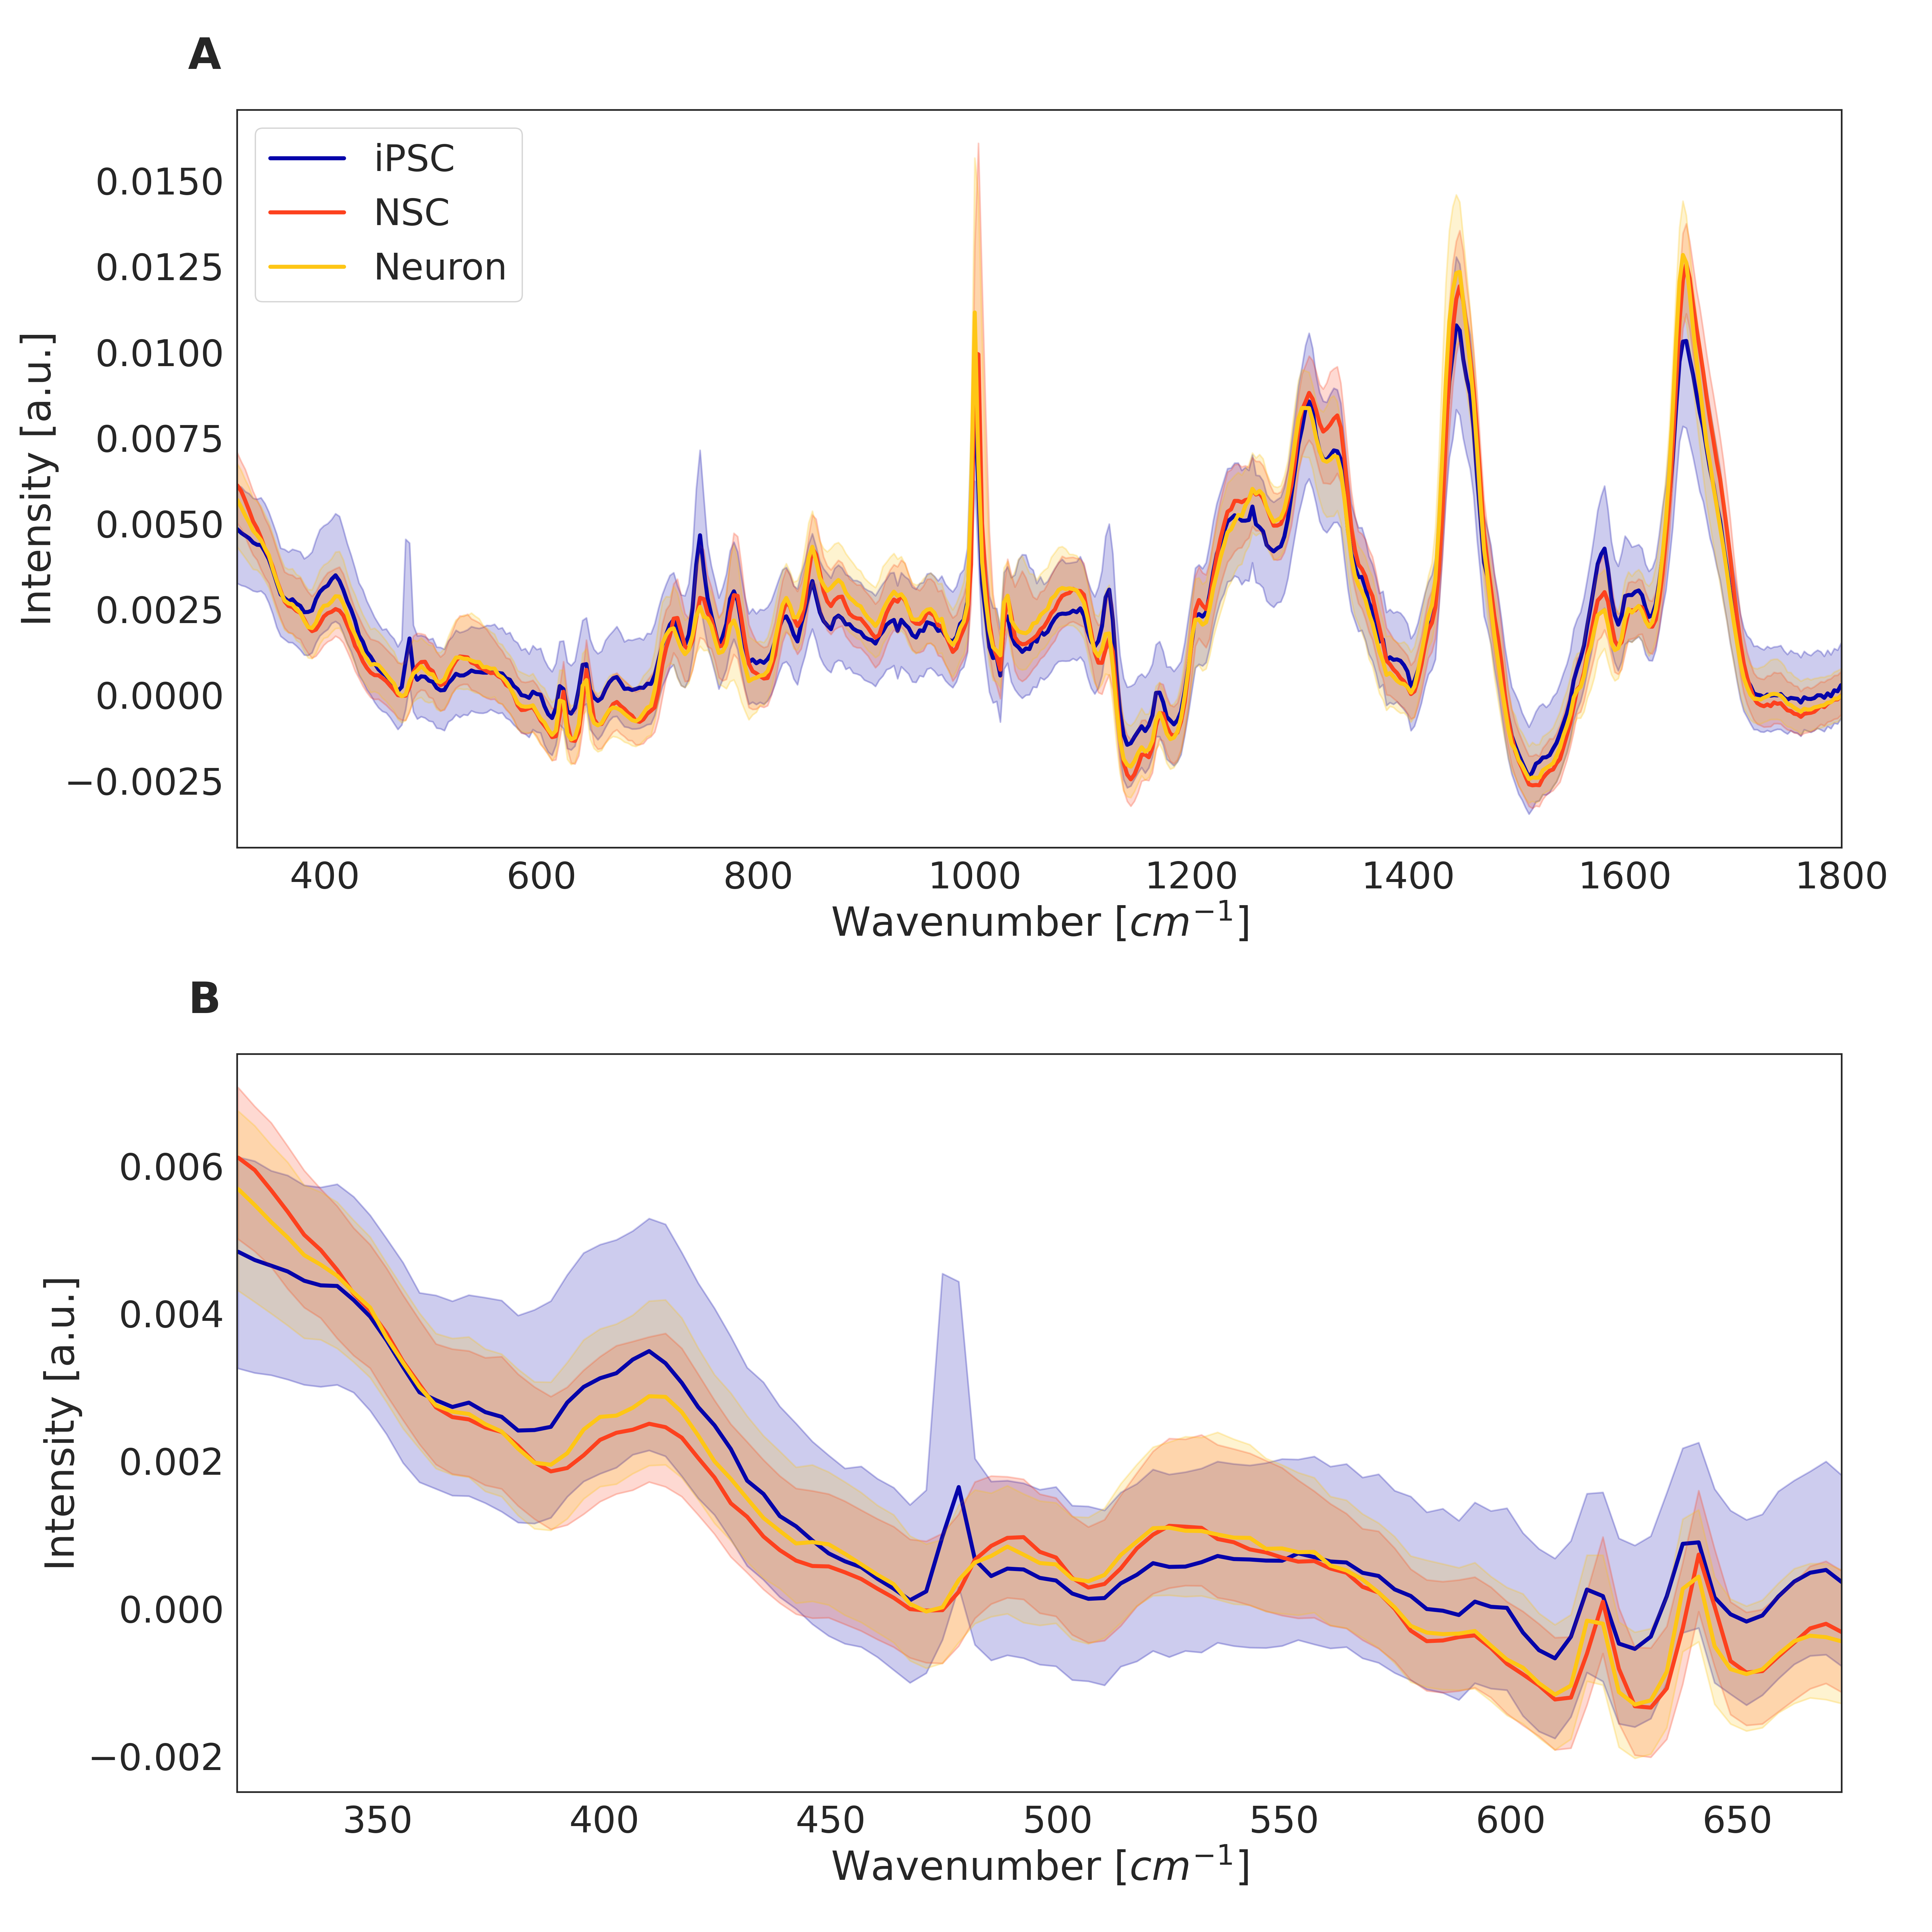 A
iPSC
NSC
Neuron
0.0150
0.0125
0.0100
0.0075
0.0050
0.0025
0.0000
−0.0025
Intensity [a.u.]
400 600 800 1000 1200 1400 1600 1800
Wavenumber [cm⁻¹]
B
0.006
0.004
0.002
0.000
−0.002
Intensity [a.u.]
350 400 450 500 550 600 650
Wavenumber [cm⁻¹]